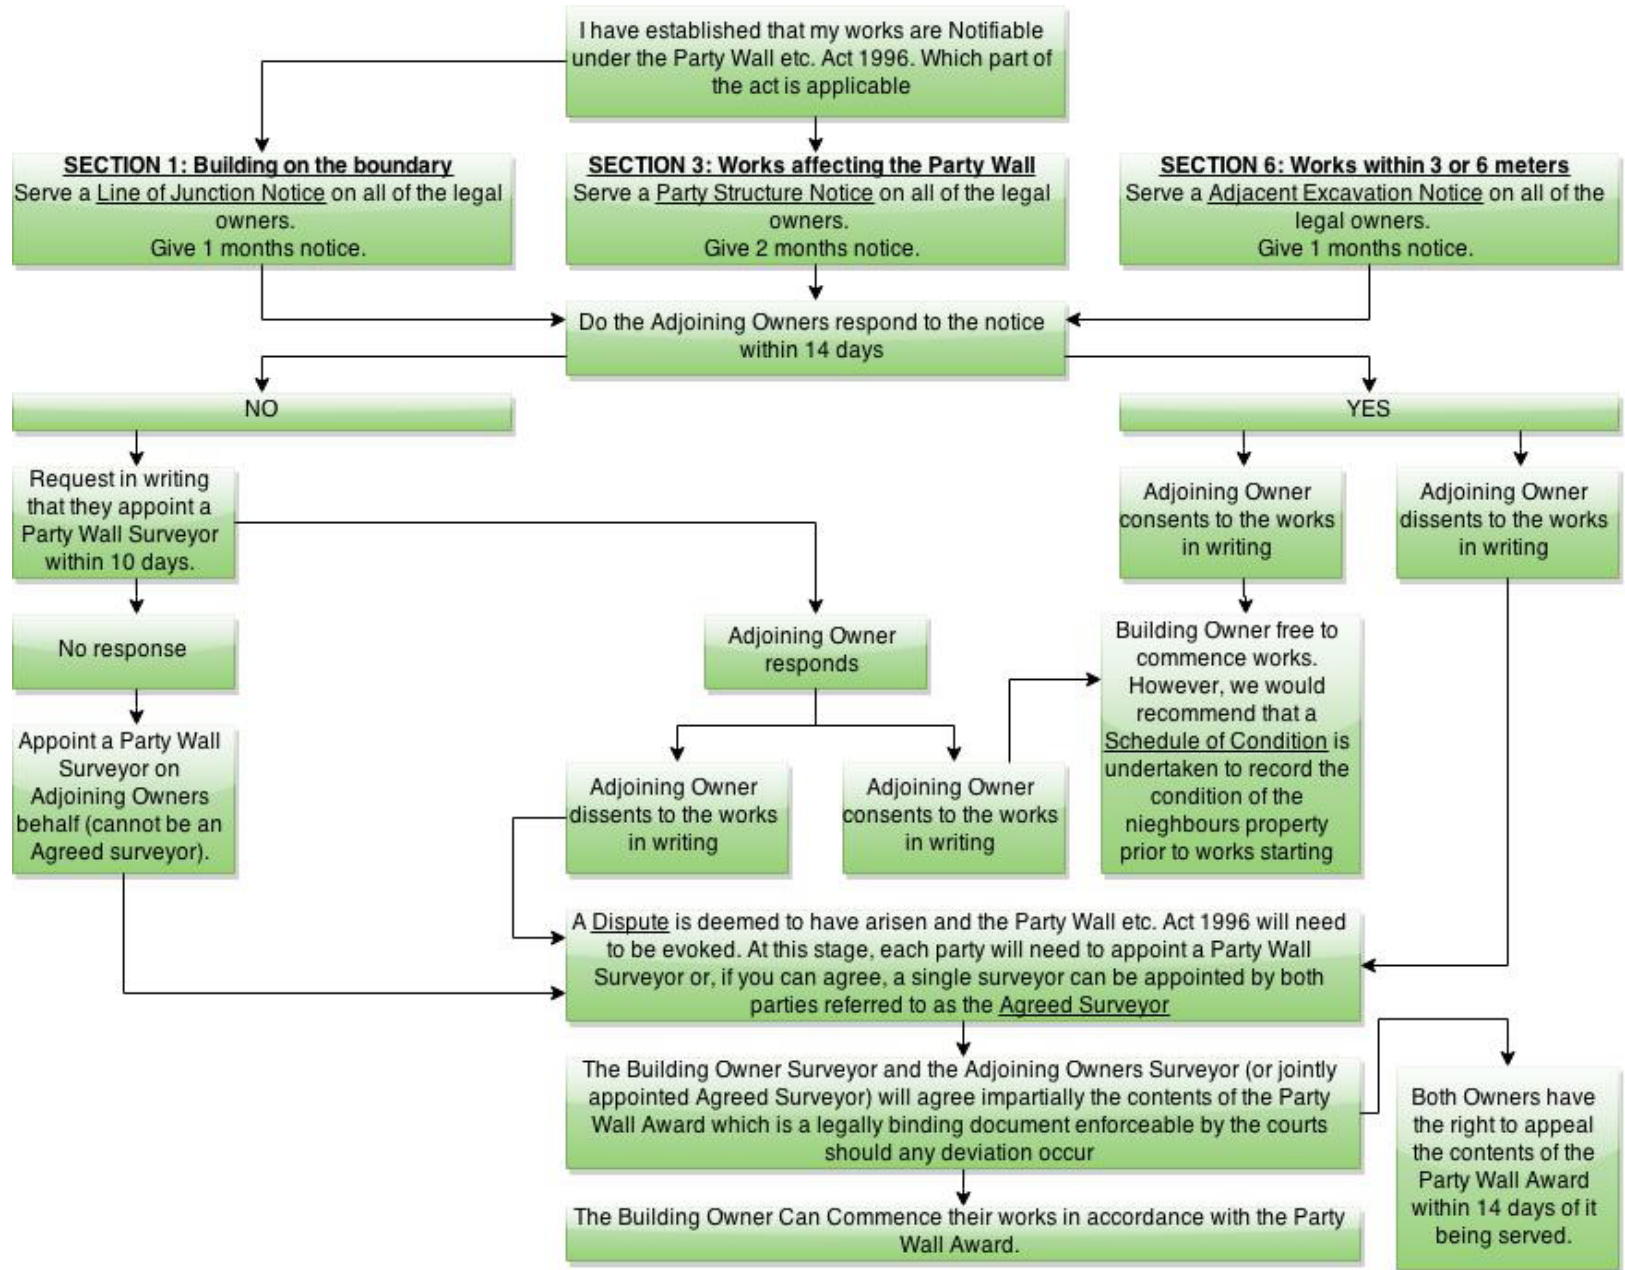 I have established that my works are Notifiable
under the Party Wall etc. Act 1996. Which part of
the act is applicable
SECTION 1: Building on the boundary
Serve a Line of Junction Notice on all of the legal
owners.
Give 1 months notice.
SECTION 3: Works affecting the Party Wall
Serve a Party Structure Notice on all of the legal
owners.
Give 2 months notice.
SECTION 6: Works within 3 or 6 meters
Serve a Adjacent Excavation Notice on all of the
legal owners.
Give 1 months notice.
Do the Adjoining Owners respond to the notice
within 14 days
NO
YES
Request in writing
that they appoint a
Party Wall Surveyor
within 10 days.
Adjoining Owner
consents to the works
in writing
Adjoining Owner
dissents to the works
in writing
No response
Adjoining Owner
responds
Building Owner free to
commence works.
However, we would
recommend that a
Schedule of Condition is
undertaken to record the
condition of the
nieghbours property
prior to works starting
Appoint a Party Wall
Surveyor on
Adjoining Owners
behalf (cannot be an
Agreed surveyor).
Adjoining Owner
dissents to the works
in writing
Adjoining Owner
consents to the works
in writing
A Dispute is deemed to have arisen and the Party Wall etc. Act 1996 will need
to be evoked. At this stage, each party will need to appoint a Party Wall
Surveyor or, if you can agree, a single surveyor can be appointed by both
parties referred to as the Agreed Surveyor
The Building Owner Surveyor and the Adjoining Owners Surveyor (or jointly
appointed Agreed Surveyor) will agree impartially the contents of the Party
Wall Award which is a legally binding document enforceable by the courts
should any deviation occur
Both Owners have
the right to appeal
the contents of the
Party Wall Award
within 14 days of it
being served.
The Building Owner Can Commence their works in accordance with the Party
Wall Award.